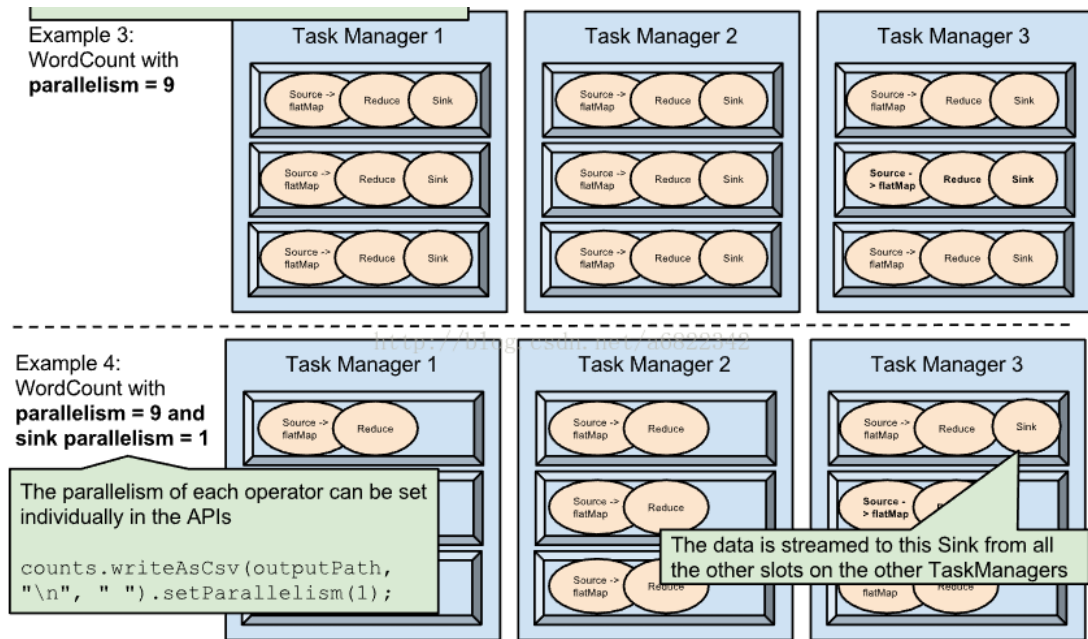 Example 3:
WordCount with
parallelism = 9
Task Manager 1
Task Manager 2
Task Manager 3
Source ->
flatMap
Reduce
Sink
Source ->
flatMap
Reduce
Sink
Source ->
flatMap
Reduce
Sink
Source ->
flatMap
Reduce
Sink
Source ->
flatMap
Reduce
Sink
Source -
> flatMap
Reduce
Sink
Source ->
flatMap
Reduce
Sink
Source ->
flatMap
Reduce
Sink
Source ->
flatMap
Reduce
Sink
Example 4:
WordCount with
parallelism = 9 and
sink parallelism = 1
Task Manager 1
Task Manager 2
Task Manager 3
Source ->
flatMap
Reduce
Source ->
flatMap
Reduce
Source ->
flatMap
Reduce
Sink
The parallelism of each operator can be set
individually in the APIs
counts.writeAsCsv(outputPath,
"\n", " ").setParallelism(1);
Source ->
flatMap
Reduce
Source -
> flatMap
The data is streamed to this Sink from all
the other slots on the other TaskManagers
Source ->
flatMap
Reduce
flatMap
Reduce